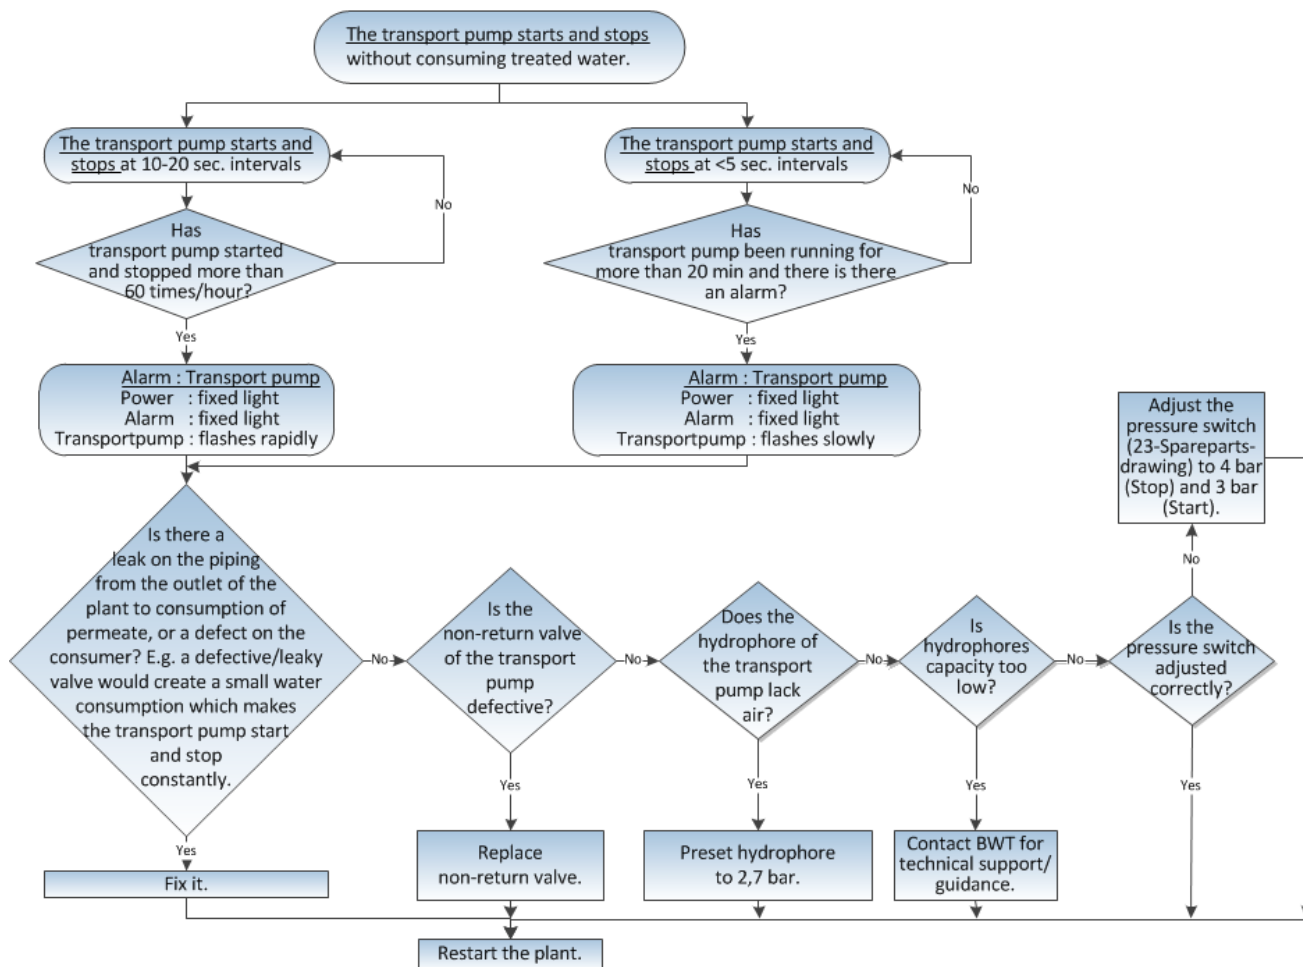 The transport pump starts and stops
without consuming treated water.
The transport pump starts and
stops at 10-20 sec. intervals
The transport pump starts and
stops at <5 sec. intervals
No
No
Has
transport pump started
and stopped more than
60 times/hour?
Has
transport pump been running for
more than 20 min and there is there
an alarm?
Yes
Yes
Alarm : Transport pump
Power : fixed light
Alarm : fixed light
Transportpump : flashes rapidly
Alarm : Transport pump
Power : fixed light
Alarm : fixed light
Transportpump : flashes slowly
Adjust the
pressure switch
(23-Spareparts-
drawing) to 4 bar
(Stop) and 3 bar
(Start).
No
Is there a
leak on the piping
from the outlet of the
plant to consumption of
permeate, or a defect on the
consumer? E.g. a defective/leaky
valve would create a small water
consumption which makes
the transport pump start
and stop
constantly.
No
Is the
non-return valve
of the transport
pump
defective?
No
Does the
hydrophore of
the transport
pump lack
air?
No
Is
hydrophores
capacity too
low?
No
Is the
pressure switch
adjusted
correctly?
Yes
Yes
Yes
Yes
Yes
Fix it.
Replace
non-return valve.
Preset hydrophore
to 2,7 bar.
Contact BWT for
technical support/
guidance.
Restart the plant.